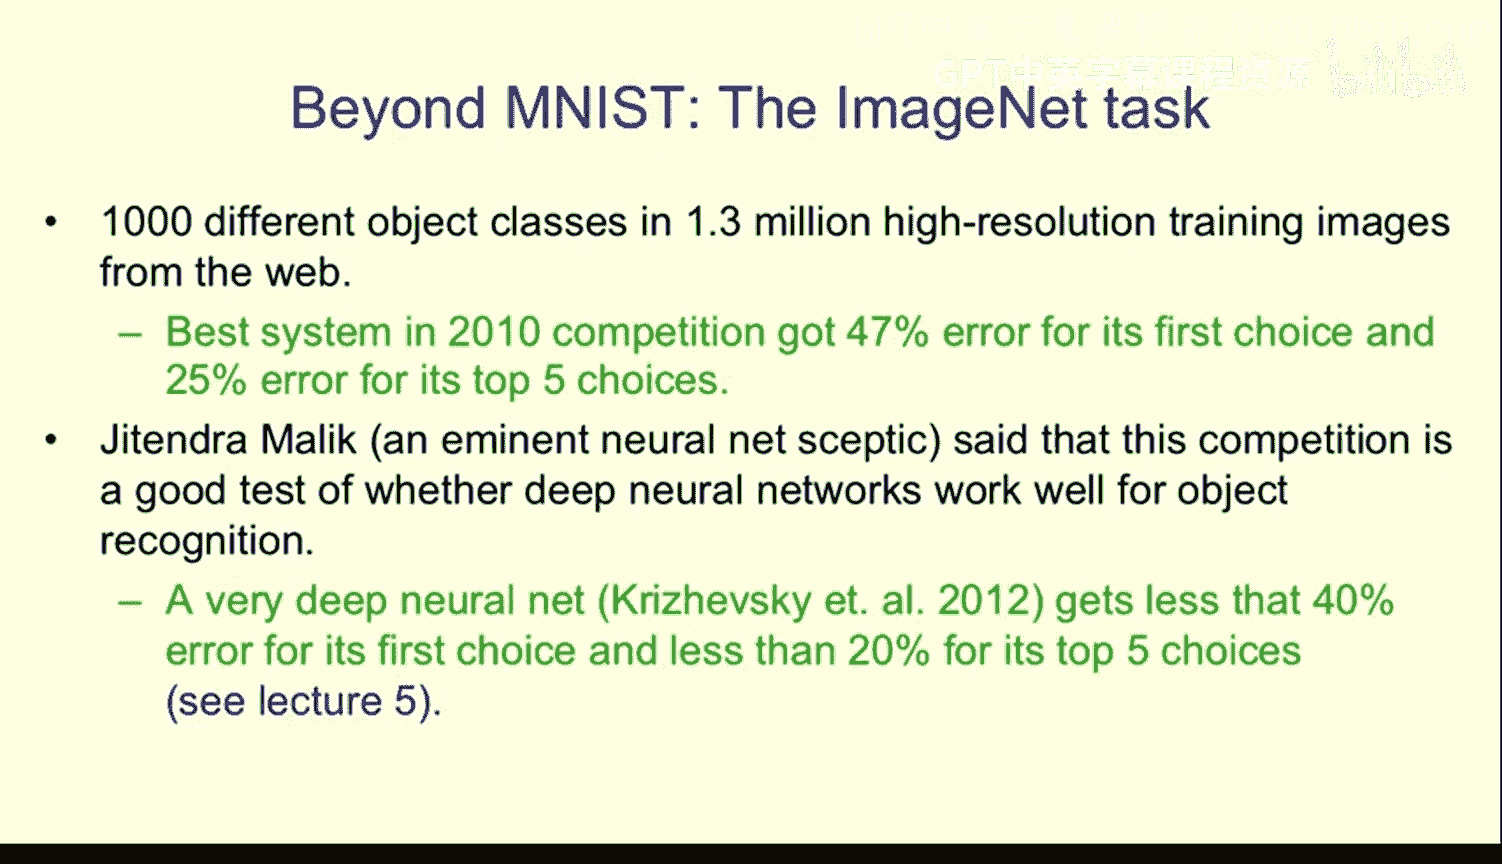 Beyond MNIST: The ImageNet task
• 1000 different object classes in 1.3 million high-resolution training images
from the web.
– Best system in 2010 competition got 47% error for its first choice and
25% error for its top 5 choices.
• Jitendra Malik (an eminent neural net sceptic) said that this competition is
a good test of whether deep neural networks work well for object
recognition.
– A very deep neural net (Krizhevsky et. al. 2012) gets less that 40%
error for its first choice and less than 20% for its top 5 choices
(see lecture 5).